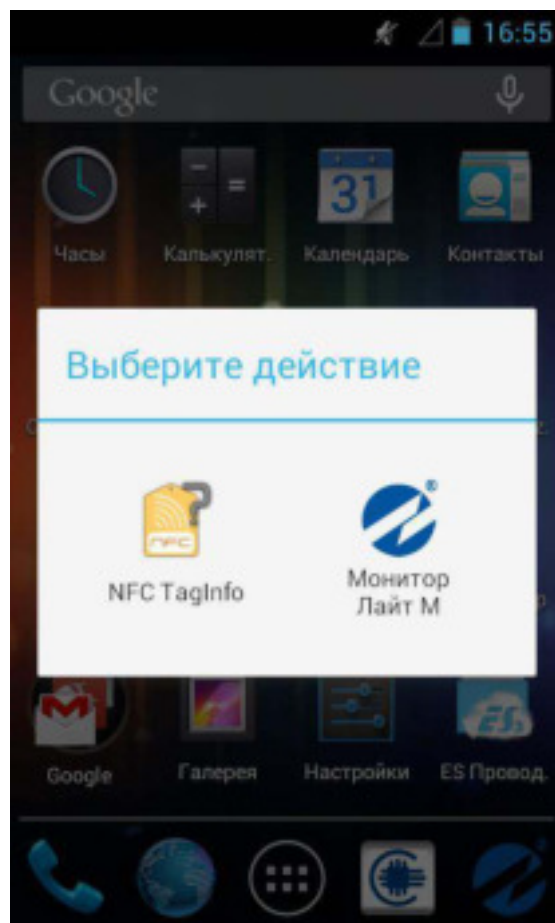 16:55
Google
31
Часы
Калькулят.
Календарь
Контакты
Выберите действие
NFC
NFC TagInfo
®
Монитор
Лайт М
Google
Галерея
Настройки
ES Провод.